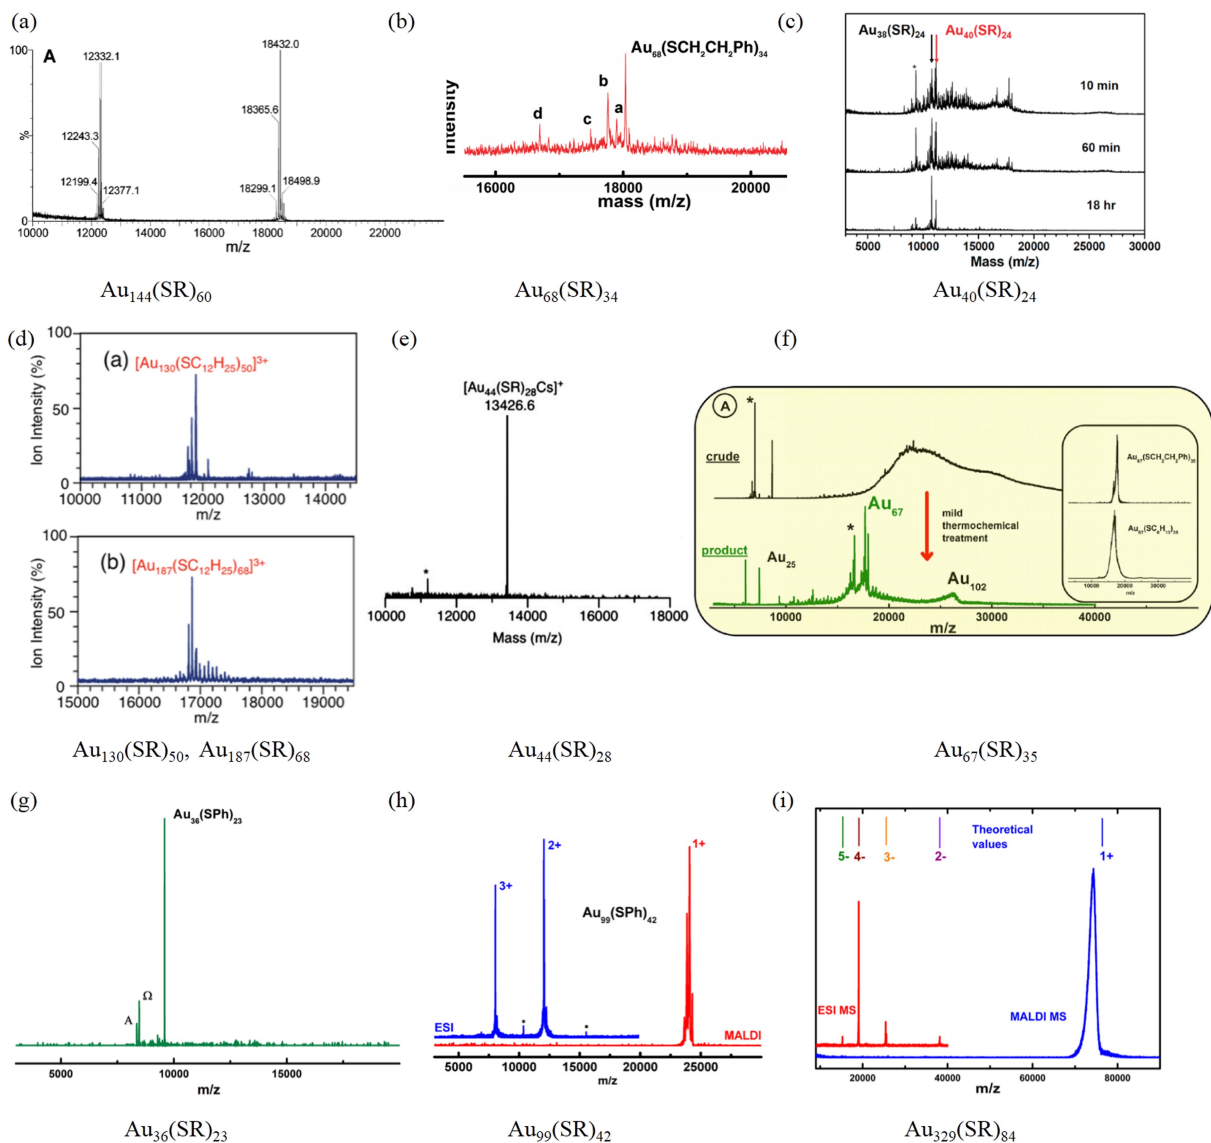 (a)
A
100
%
0
12332.1
12243.3
12199.4
12377.1
18432.0
18365.6
18299.1
18498.9
10000 12000 14000 16000 18000 20000 22000
m/z
Au144(SR)60
(b)
Au68(SCH2CH2Ph)34
Intensity
a
b
c
d
16000 18000 20000
mass (m/z)
Au68(SR)34
(c)
Au38(SR)24 Au40(SR)24
*
10 min
60 min
18 hr
5000 10000 15000 20000 25000 30000
Mass (m/z)
Au40(SR)24
(d)
100
50
0
Ion Intensity (%)
(a)
[Au130(SC12H25)50]3+
10000 11000 12000 13000 14000
m/z
100
50
0
Ion Intensity (%)
(b)
[Au187(SC12H25)68]3+
15000 16000 17000 18000 19000
m/z
Au130(SR)50, Au187(SR)68
(e)
[Au44(SR)28Cs]+
13426.6
*
10000 12000 14000 16000 18000
Mass (m/z)
Au44(SR)28
(f)
A
*
crude
Au67
mild
thermochemical
treatment
*
product
Au25
Au102
10000 20000 30000 40000
m/z
10000 20000 30000
m/z
Au67(SR)35
(g)
Au36(SPh)23
Ω
A
5000 10000 15000
m/z
Au36(SR)23
(h)
3+
2+
1+
Au99(SPh)42
* *
ESI
MALDI
5000 10000 15000 20000 25000
m/z
Au99(SR)42
(i)
5- 4- 3- 2-
Theoretical
values
1+
ESI MS
MALDI MS
20000 40000 60000 80000
m/z
Au329(SR)84